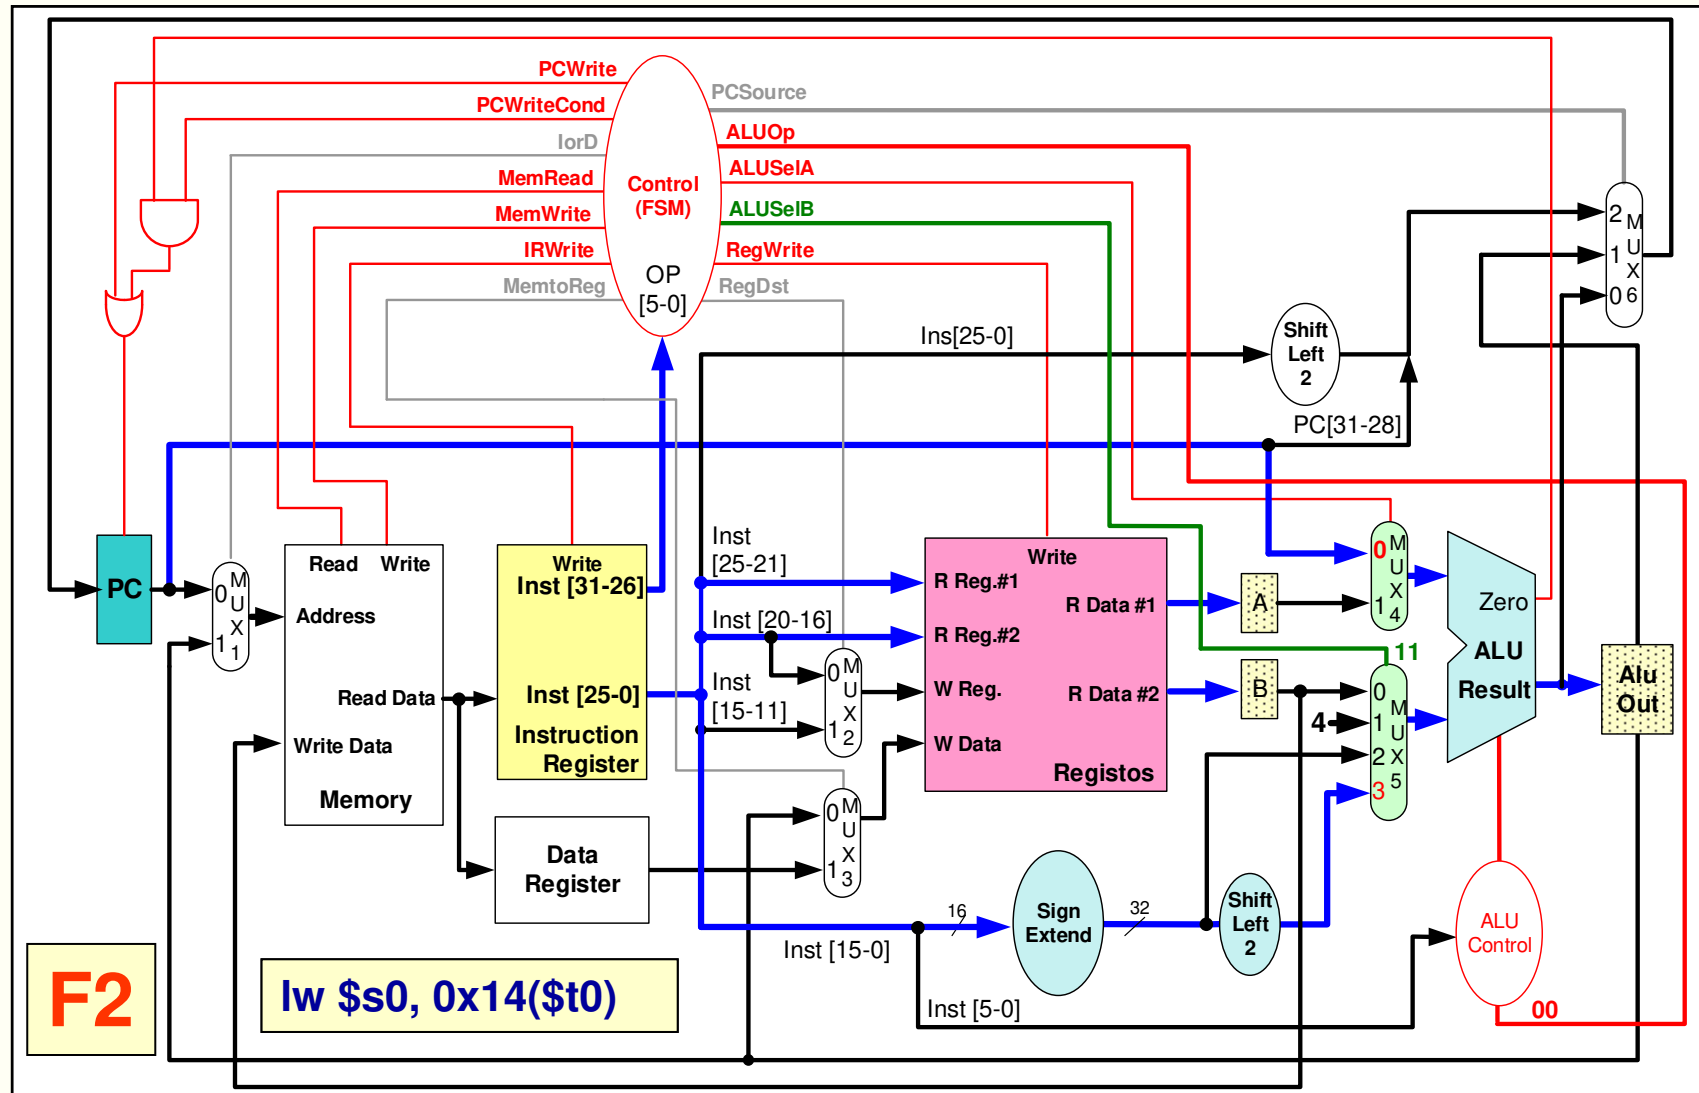 PCWrite
PCWriteCond
IorD
MemRead
MemWrite
IRWrite
MemtoReg
Control
(FSM)
OP
[5-0]
PCSource
ALUOp
ALUSelA
ALUSelB
RegWrite
RegDst
2
1
0
M
U
X
6
Ins[25-0]
Shift
Left
2
PC[31-28]
PC
0
1
M
U
X
1
Read
Write
Address
Read Data
Write Data
Memory
Write
Inst [31-26]
Inst [25-0]
Instruction
Register
Data
Register
Inst
[25-21]
Inst [20-16]
Inst
[15-11]
0
1
M
U
X
2
0
1
M
U
X
3
Write
R Reg.#1
R Reg.#2
W Reg.
W Data
R Data #1
R Data #2
Registos
A
B
0
1
M
U
X
4
11
0
4
1
2
3
M
U
X
5
Zero
ALU
Result
Alu
Out
Inst [15-0]
16
Sign
Extend
32
Shift
Left
2
Inst [5-0]
ALU
Control
00
F2
lw $s0, 0x14($t0)